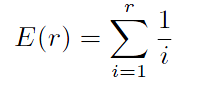 E(r) = \sum_{i=1}^{r} \frac{1}{i}